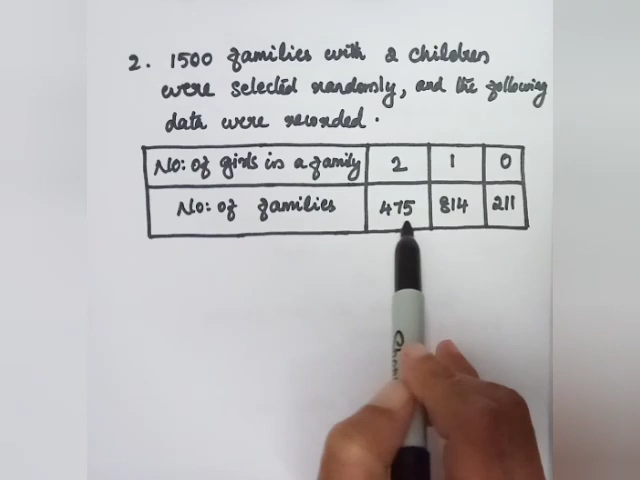 2. 1500 families with 2 children
were selected randomly, and the following
data were recorded.
No: of girls in a family 2 1 0
No: of families 475 814 211